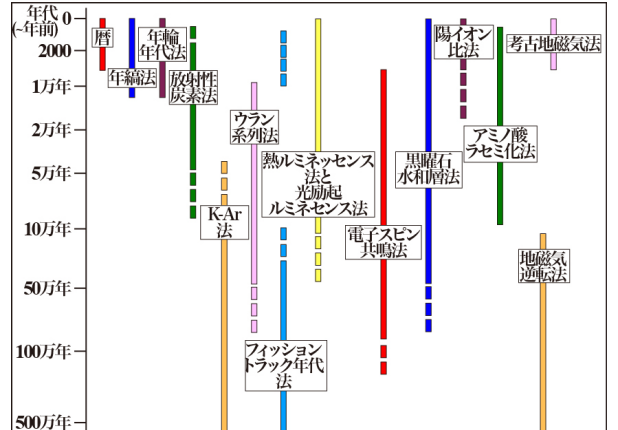 年代
(~年前)
0
2000
1万年
2万年
5万年
10万年
50万年
100万年
500万年
暦
年縞法
年輪
年代法
放射性
炭素法
K-Ar
法
ウラン
系列法
フィッション
トラック年代
法
熱ルミネッセンス
法と
光励起
ルミネセンス法
電子スピン
共鳴法
黒曜石
水和層法
陽イオン
比法
アミノ酸
ラセミ化法
考古地磁気法
地磁気
逆転法